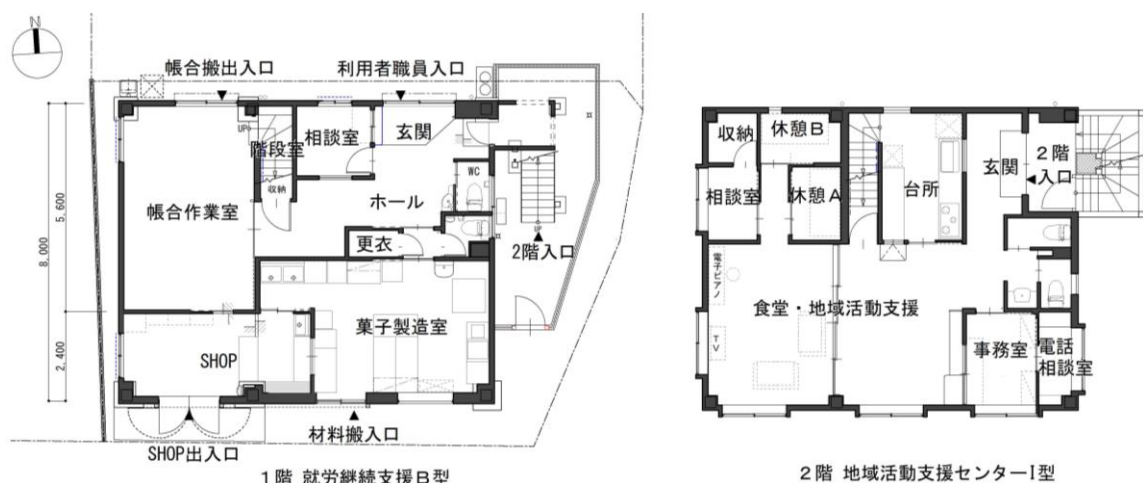 N
帳合搬出入口
利用者職員入口
UP
階段室
相談室
玄関
収納
WC
ホール
帳合作業室
5,600
8,000
2,400
更衣
UP
2階入口
菓子製造室
SHOP
材料搬入口
SHOP出入口
1階 就労継続支援B型
収納
休憩B
玄関
2階
入口
台所
相談室
休憩A
電子ピアノ
食堂・地域活動支援
TV
事務室
電話
相談室
2階 地域活動支援センターI型